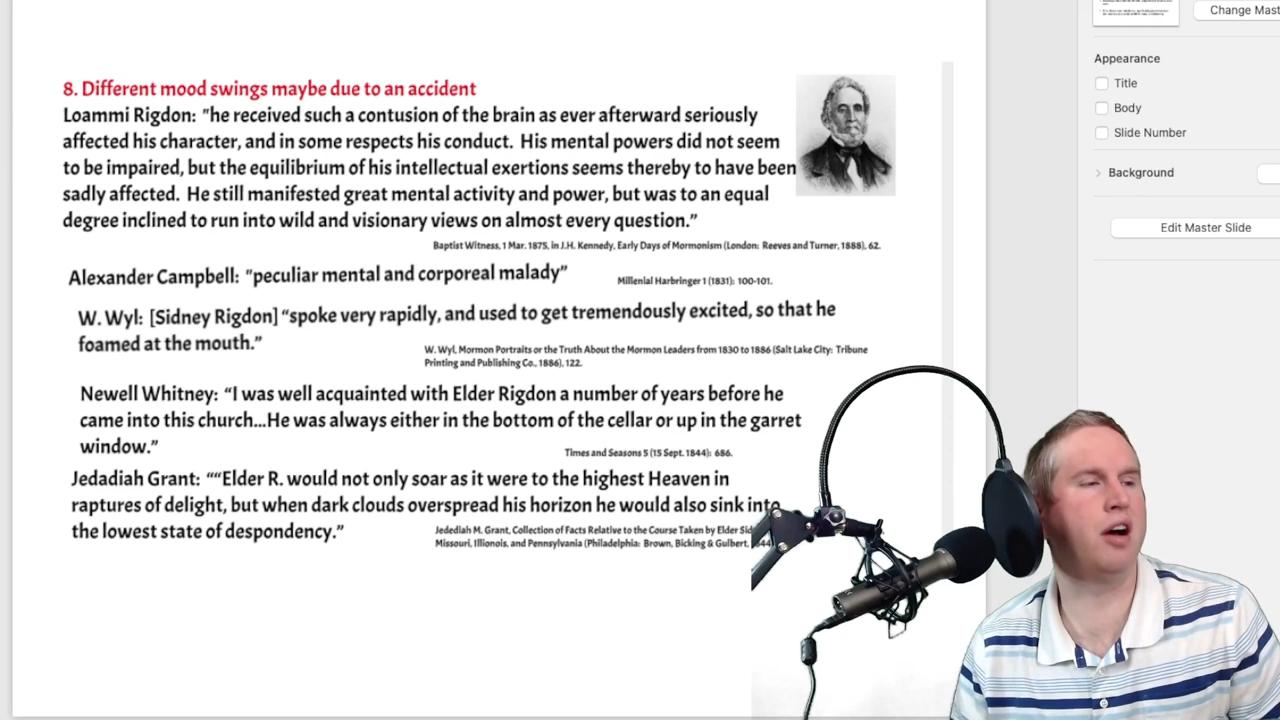 8. Different mood swings maybe due to an accident
Loammi Rigdon: "he received such a contusion of the brain as ever afterward seriously
affected his character, and in some respects his conduct. His mental powers did not seem
to be impaired, but the equilibrium of his intellectual exertions seems thereby to have been
sadly affected. He still manifested great mental activity and power, but was to an equal
degree inclined to run into wild and visionary views on almost every question.”
Baptist Witness, 1 Mar. 1875, in J.H. Kennedy, Early Days of Mormonism (London: Reeves and Turner, 1888), 62.
Alexander Campbell: "peculiar mental and corporeal malady”
Millenial Harbringer 1 (1831): 100-101.
W. Wyl: [Sidney Rigdon] “spoke very rapidly, and used to get tremendously excited, so that he
foamed at the mouth.”
W. Wyl, Mormon Portraits or the Truth About the Mormon Leaders from 1830 to 1886 (Salt Lake City: Tribune
Printing and Publishing Co., 1886), 122.
Newell Whitney: “I was well acquainted with Elder Rigdon a number of years before he
came into this church...He was always either in the bottom of the cellar or up in the garret
window.”
Times and Seasons 5 (15 Sept. 1844): 686.
Jedadiah Grant: ““Elder R. would not only soar as it were to the highest Heaven in
raptures of delight, but when dark clouds overspread his horizon he would also sink into
the lowest state of despondency.”
Jedediah M. Grant, Collection of Facts Relative to the Course Taken by Elder
Missouri, Illionois, and Pennsylvania (Philadelphia: Brown, Bicking & Gulbert,
Change
Appearance
Title
Body
Slide Number
Background
Edit Master Slide